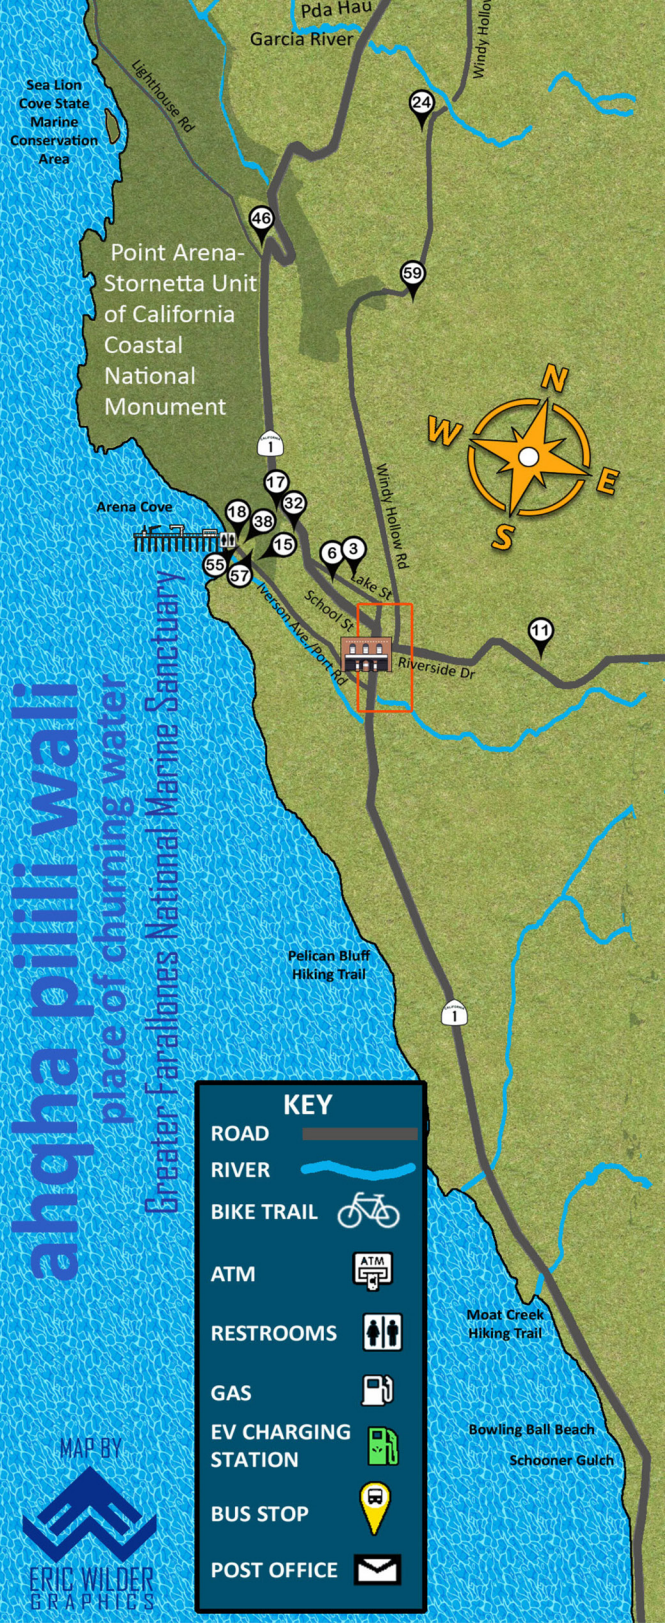 Pda Hau
Garcia River
Windy Hollow
Sea Lion
Cove State
Marine
Conservation
Area
Lighthouse Rd
24
46
59
Point Arena-
Stornetta Unit
of California
Coastal
National
Monument
N
W
E
S
CALIFORNIA
1
17
32
Arena Cove
18
38
15
55
57
6
3
Windy Hollow Rd
Lake St
School St
Iverson Ave./Port Rd
11
Riverside Dr
ahqha pilili wali
place of churning water
Greater Farallones National Marine Sanctuary
Pelican Bluff
Hiking Trail
CALIFORNIA
1
KEY
ROAD
RIVER
BIKE TRAIL
ATM
ATM
RESTROOMS
GAS
EV CHARGING
STATION
BUS STOP
POST OFFICE
Moat Creek
Hiking Trail
Bowling Ball Beach
Schooner Gulch
MAP BY
ERIC WILDER
GRAPHICS